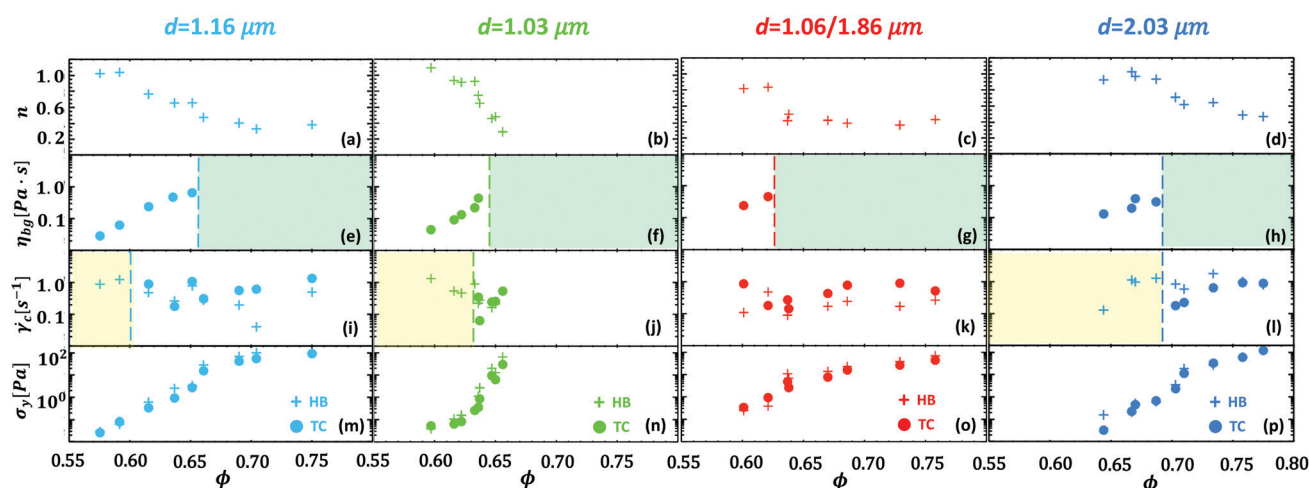 d=1.16 μm d=1.03 μm d=1.06/1.86 μm d=2.03 μm
n 1.0 0.6 0.2 (a) (b) (c) (d)
η_bg[Pa · s] 1.0 0.1 (e) (f) (g) (h)
γ̇_c[s⁻¹] 1.0 0.1 (i) (j) (k) (l)
σ_y[Pa] 10² 10⁰ + HB + HB + HB + HB
● TC (m) ● TC (n) ● TC (o) ● TC (p)
0.55 0.60 0.65 0.70 0.75 0.55 0.60 0.65 0.70 0.75 0.55 0.60 0.65 0.70 0.75 0.55 0.60 0.65 0.70 0.75 0.80
ϕ ϕ ϕ ϕ